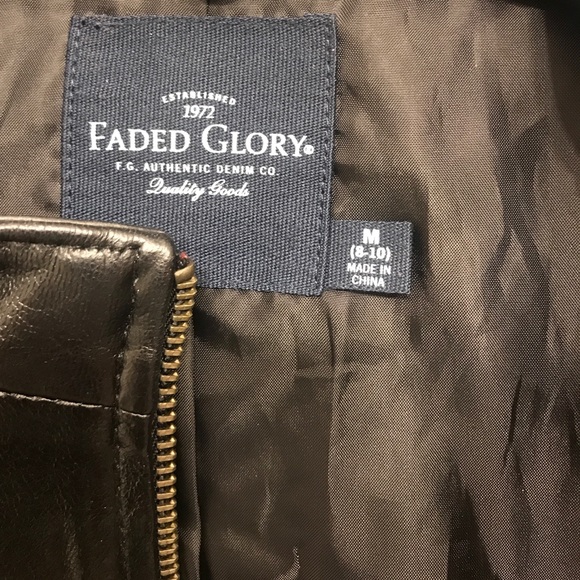 ESTABLISHED
1972
FADED GLORY®
F.G. AUTHENTIC DENIM CO.
Quality Goods
M
(8-10)
MADE IN
CHINA